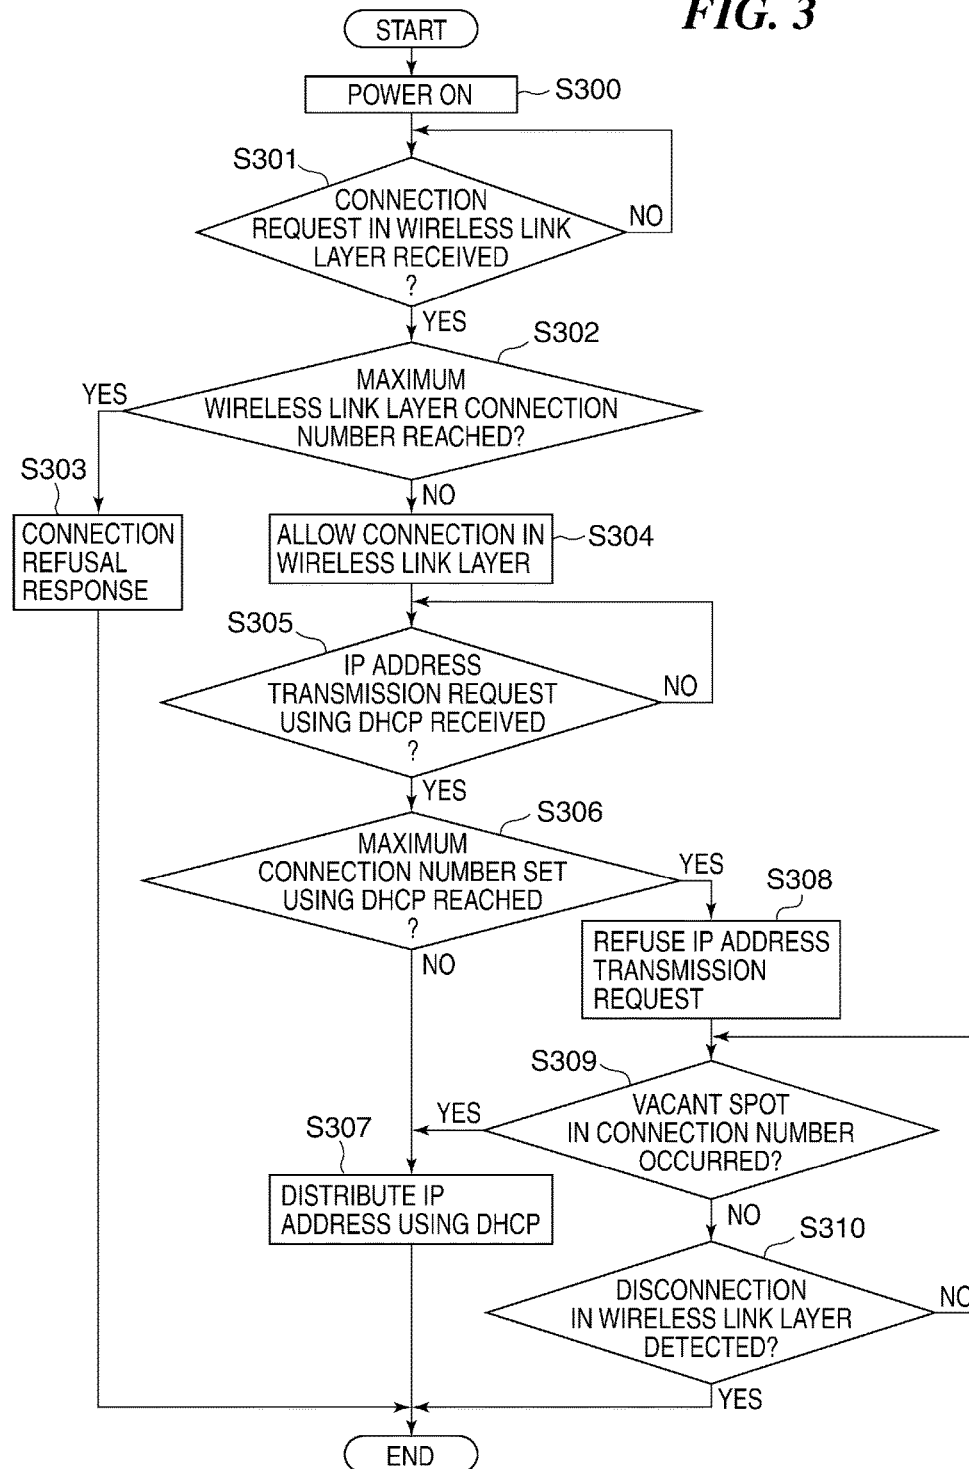 FIG. 3
START
POWER ON
S300
S301
CONNECTION
REQUEST IN WIRELESS LINK
LAYER RECEIVED
?
NO
YES
S302
MAXIMUM
WIRELESS LINK LAYER CONNECTION
NUMBER REACHED?
YES
NO
S303
CONNECTION
REFUSAL
RESPONSE
ALLOW CONNECTION IN
WIRELESS LINK LAYER
S304
S305
IP ADDRESS
TRANSMISSION REQUEST
USING DHCP RECEIVED
?
NO
YES
S306
MAXIMUM
CONNECTION NUMBER SET
USING DHCP REACHED
?
YES
NO
S308
REFUSE IP ADDRESS
TRANSMISSION
REQUEST
S309
VACANT SPOT
IN CONNECTION NUMBER
OCCURRED?
YES
NO
S307
DISTRIBUTE IP
ADDRESS USING DHCP
S310
DISCONNECTION
IN WIRELESS LINK LAYER
DETECTED?
NO
YES
END